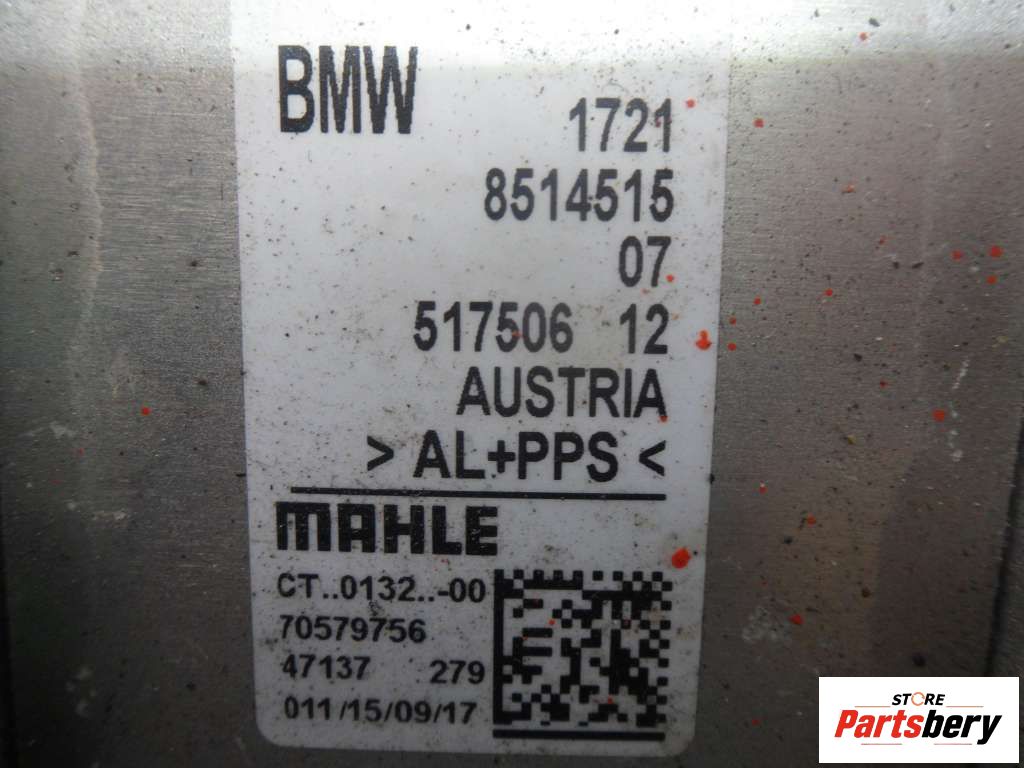 BMW
1721
8514515
07
517506 12
AUSTRIA
> AL+PPS <
MAHLE
CT..0132..-00
70579756
47137 279
011/15/09/17
STORE
Partsbery